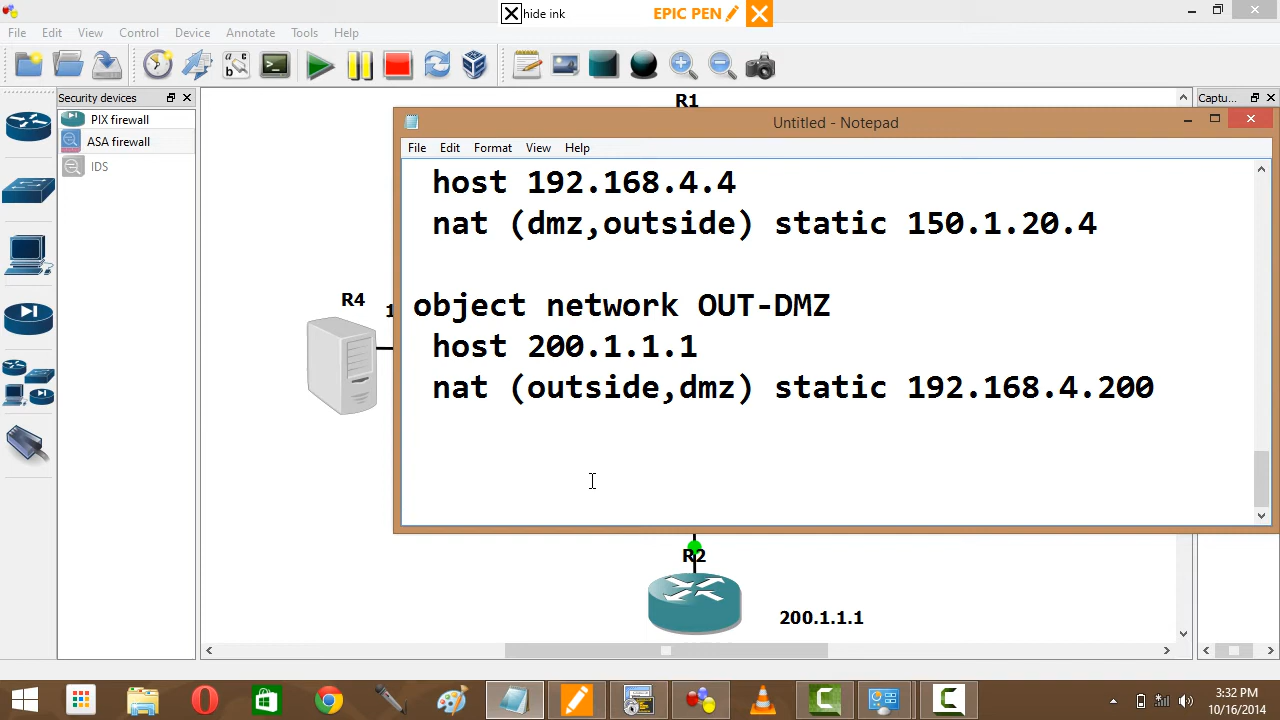 hide ink
EPIC PEN
File Edit View Control Device Annotate Tools Help
Security devices
Captu...
PIX firewall
ASA firewall
IDS
R1
Untitled - Notepad
File Edit Format View Help
host 192.168.4.4
nat (dmz,outside) static 150.1.20.4
object network OUT-DMZ
host 200.1.1.1
nat (outside,dmz) static 192.168.4.200
R4
1
R2
200.1.1.1
3:32 PM
10/16/2014